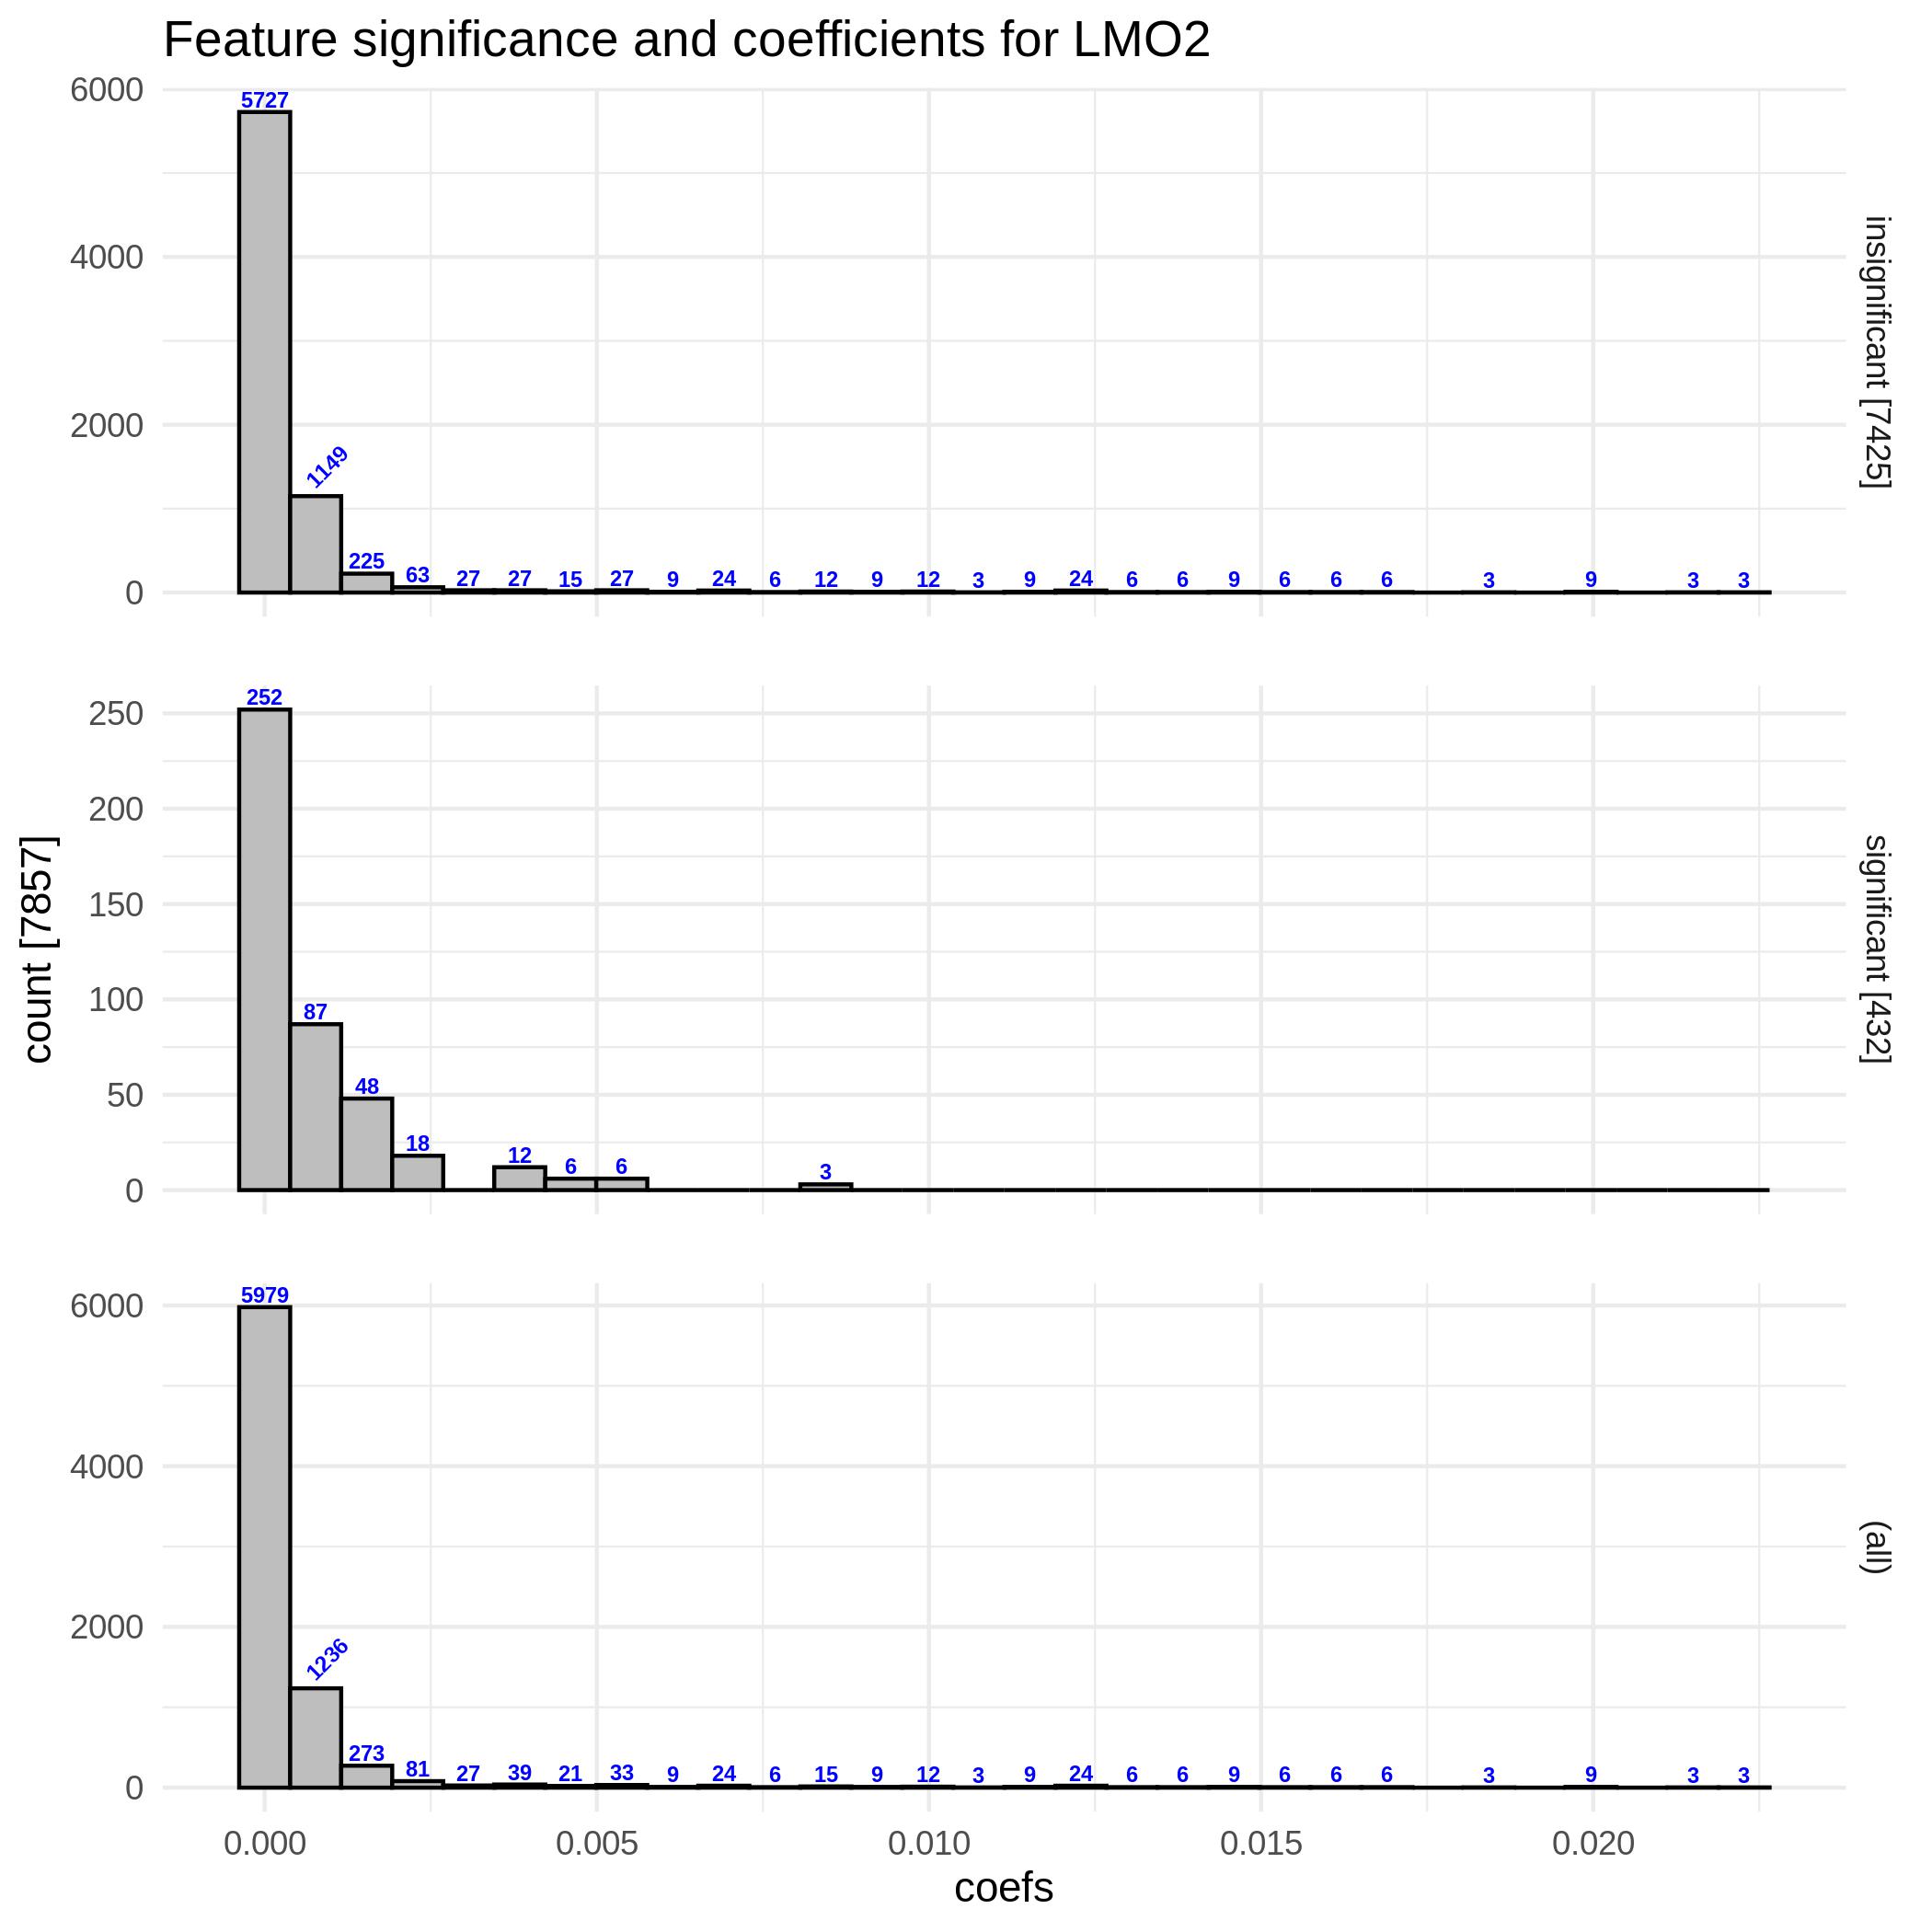 Feature significance and coefficients for LMO2
6000
4000
2000
0
5727
1149
225 63 27 27 15 27 9 24 6 12 9 12 3 9 24 6 6 9 6 6 6 3 9 3 3
insignificant [7425]
count [7857]
250
200
150
100
50
0
252
87
48
18
12 6 6 3
significant [432]
6000
4000
2000
0
5979
1236
273 81 27 39 21 33 9 24 6 15 9 12 3 9 24 6 6 9 6 6 6 3 9 3 3
(all)
0.000 0.005 0.010 0.015 0.020
coefs